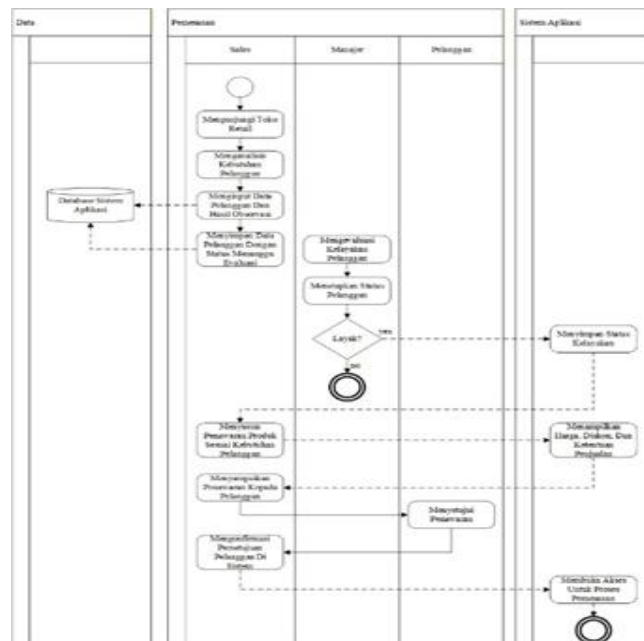 Data
Pemesanan
Sistem Aplikasi
Sales
Manajer
Pelanggan
Mengunjungi Toko
Retail
Menganalisis
Kebutuhan
Pelanggan
Menginput Data
Pelanggan Dan
Hasil Observasi
Database Sistem
Aplikasi
Menyimpan Data
Pelanggan Dengan
Status Menunggu
Evaluasi
Mengevaluasi
Kelayakan
Pelanggan
Menetapkan Status
Pelanggan
Layak?
yes
no
Menyimpan Status
Kelayakan
Menyusun
Penawaran Produk
Sesuai Kebutuhan
Pelanggan
Menampilkan
Harga, Diskon, Dan
Ketentuan
Penjualan
Menyampaikan
Penawaran Kepada
Pelanggan
Menyetujui
Penawaran
Mengonfirmasi
Persetujuan
Pelanggan Di
Sistem
Membuka Akses
Untuk Proses
Pemesanan